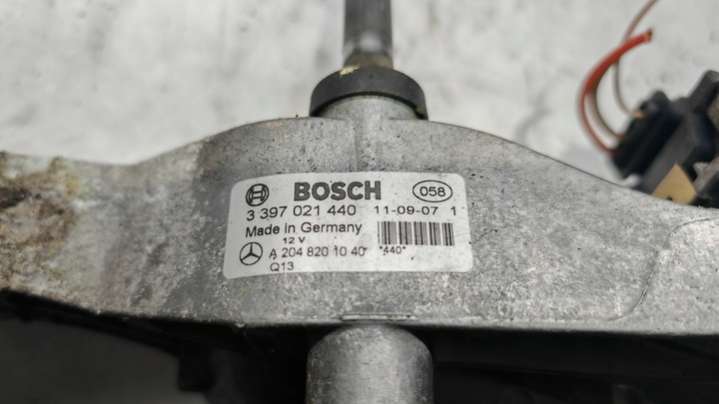 BOSCH 058
3 397 021 440 11-09-07 1
Made in Germany
12 V
A 204 820 10 40 *440*
Q13